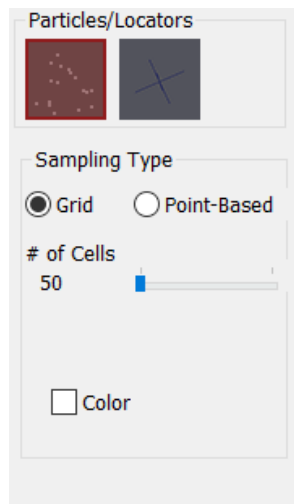 Particles/Locators
Sampling Type
Grid Point-Based
# of Cells
50
Color